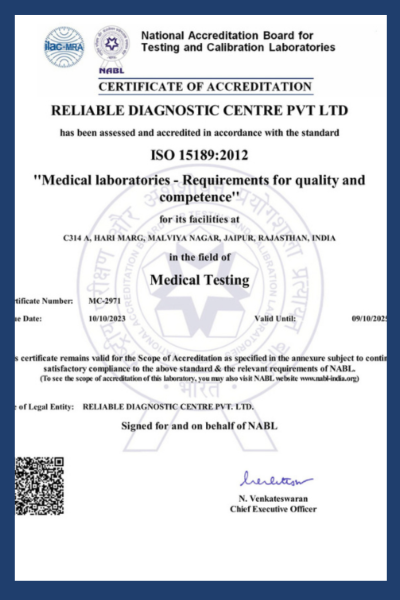 ilac-MRA
NABL
National Accreditation Board for
Testing and Calibration Laboratories
CERTIFICATE OF ACCREDITATION
RELIABLE DIAGNOSTIC CENTRE PVT LTD
has been assessed and accredited in accordance with the standard
ISO 15189:2012
"Medical laboratories - Requirements for quality and
competence"
for its facilities at
C314 A, HARI MARG, MALVIYA NAGAR, JAIPUR, RAJASTHAN, INDIA
in the field of
Medical Testing
rtificate Number: MC-2971
ue Date: 10/10/2023 Valid Until: 09/10/2025
s certificate remains valid for the Scope of Accreditation as specified in the annexure subject to contin
satisfactory compliance to the above standard & the relevant requirements of NABL.
(To see the scope of accreditation of this laboratory, you may also visit NABL website www.nabl-india.org)
भारत
e of Legal Entity: RELIABLE DIAGNOSTIC CENTRE PVT. LTD.
Signed for and on behalf of NABL
N. Venkateswaran
Chief Executive Officer